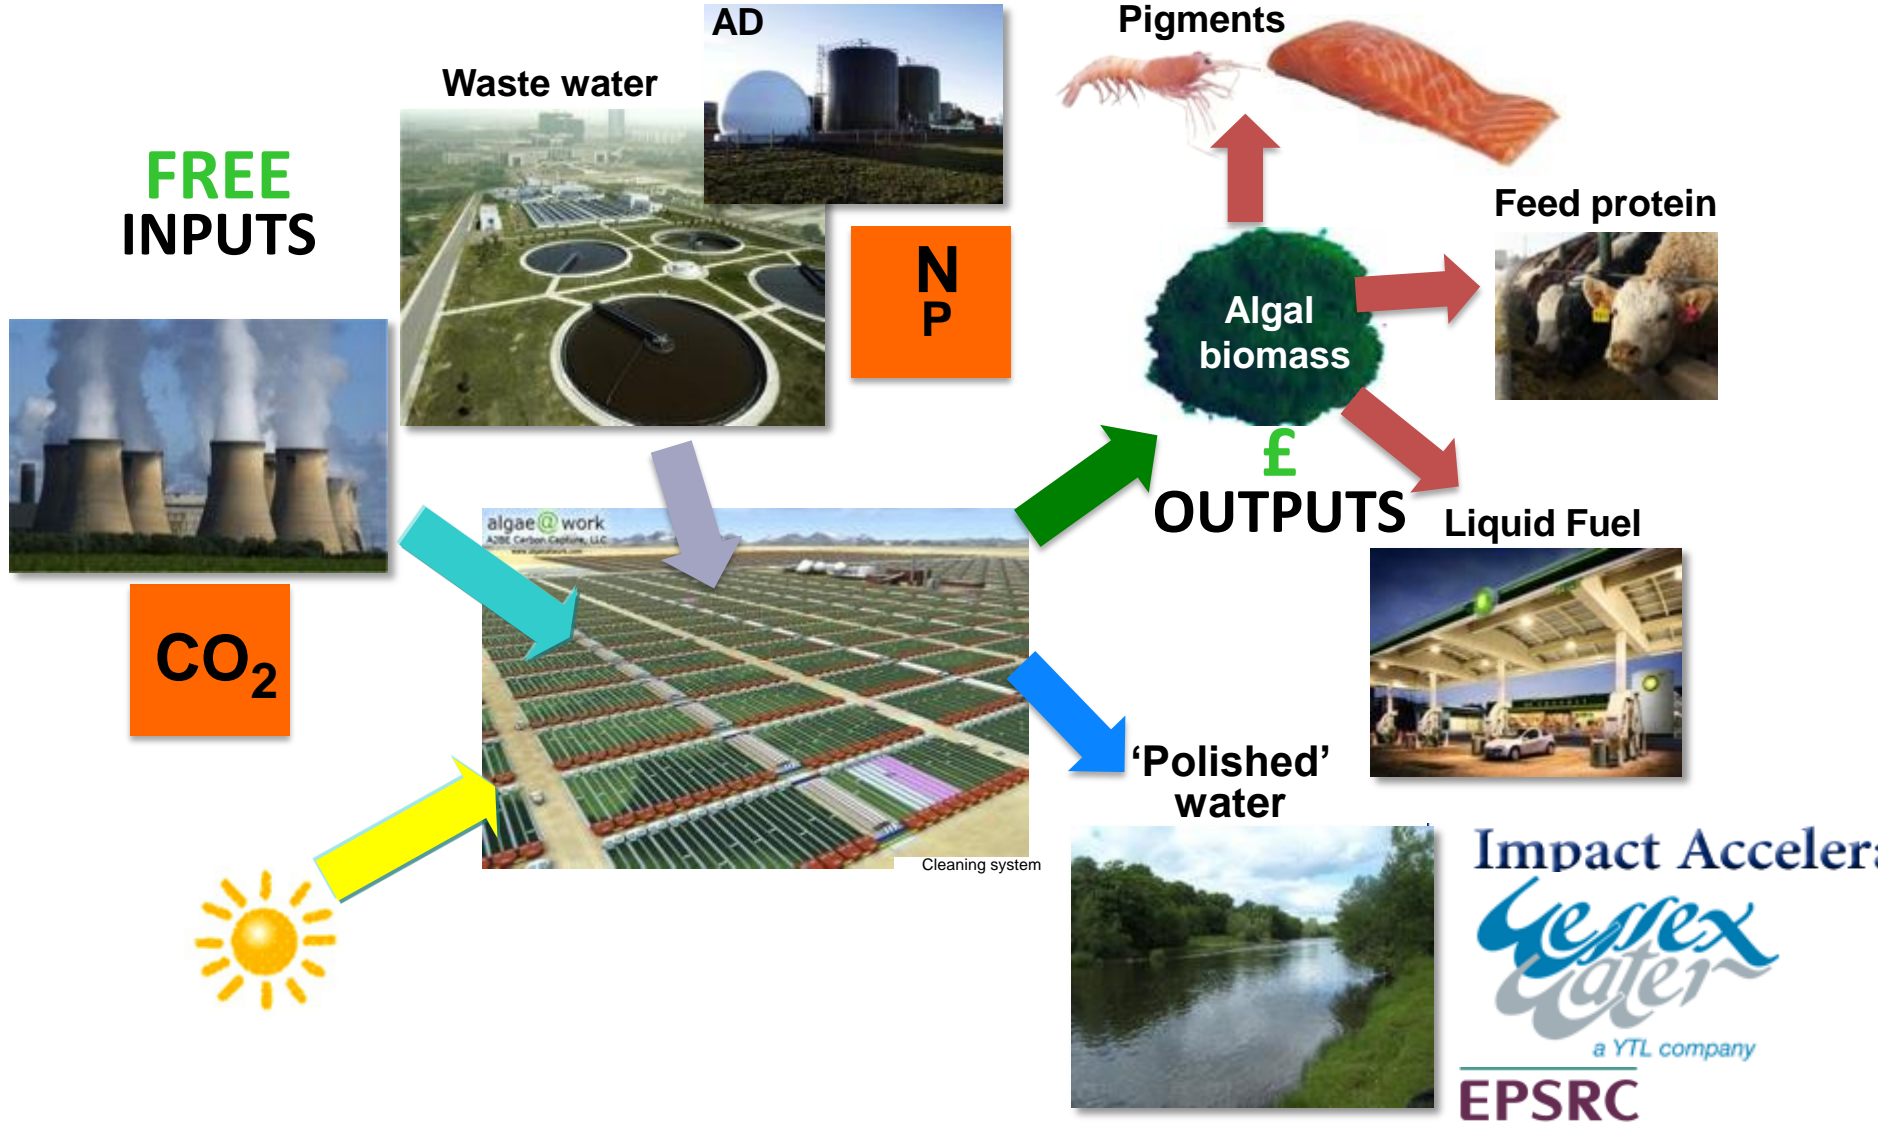 AD
Pigments
Waste water
FREE
INPUTS
Feed protein
N
P
Algal
biomass
£
OUTPUTS
Liquid Fuel
algae@work
A2BE Carbon Capture, LLC
CO₂
'Polished'
water
Cleaning system
Impact Accelera
Wessex
Water
a YTL company
EPSRC